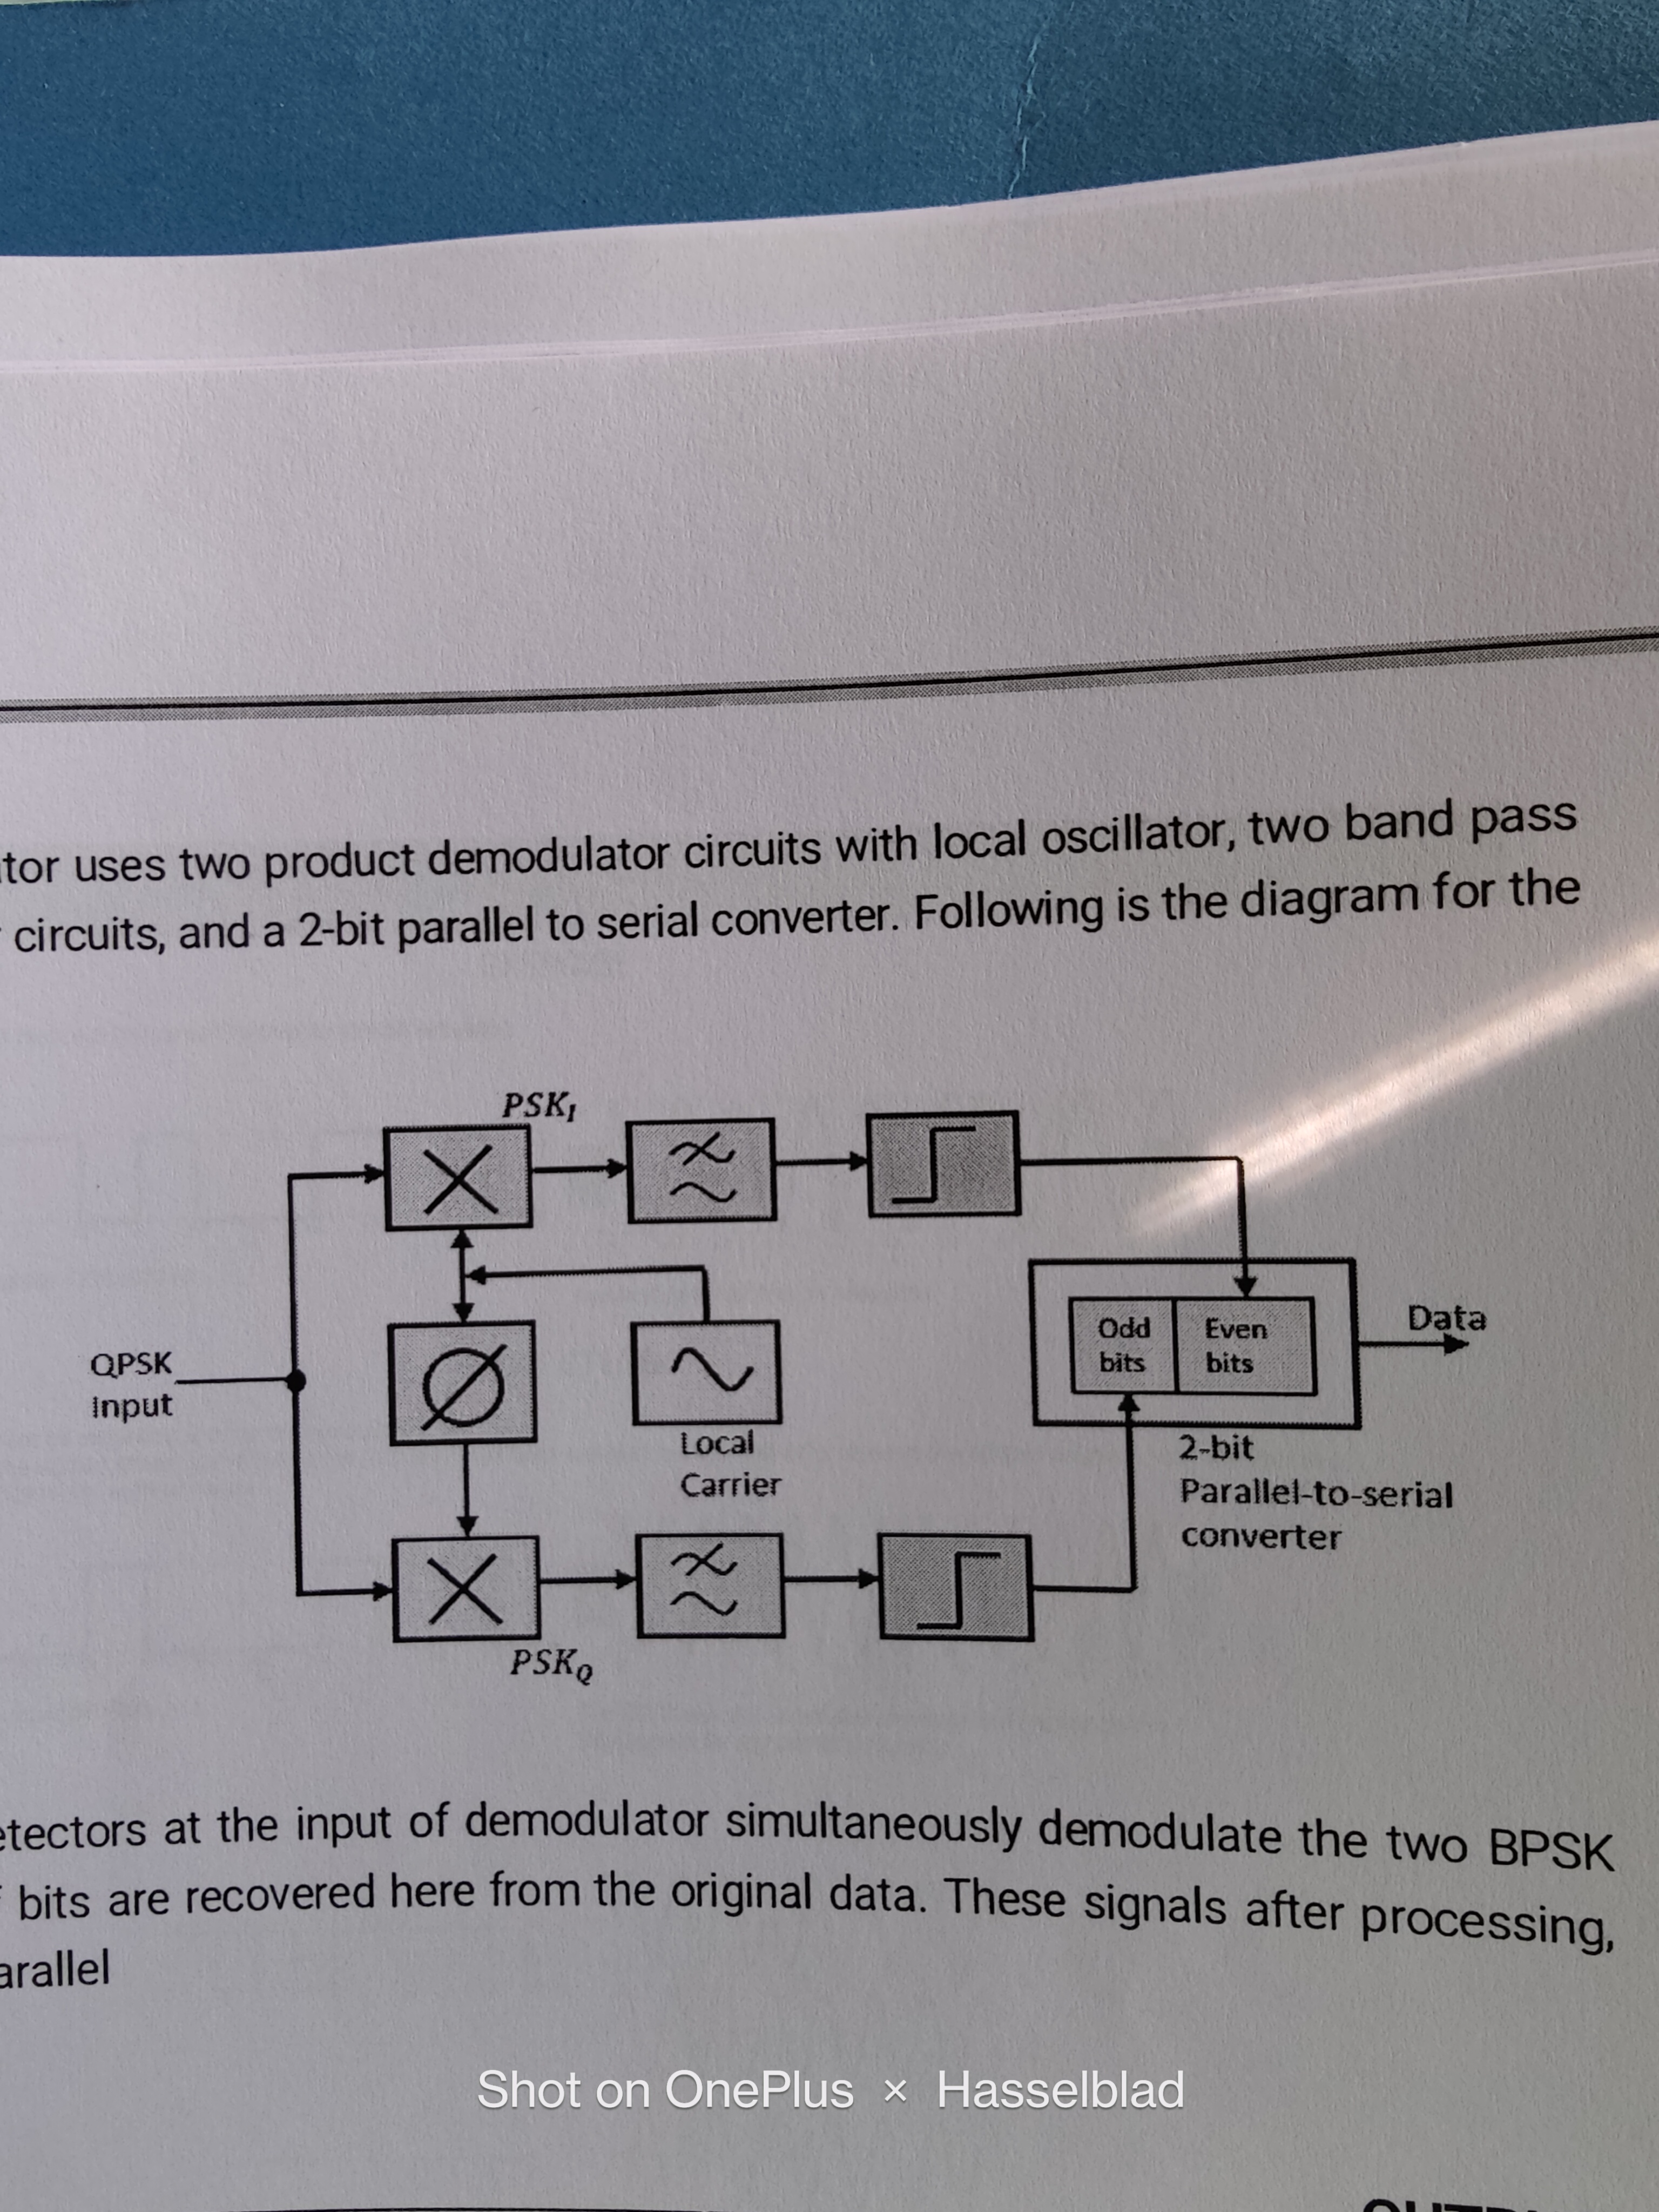 tor uses two product demodulator circuits with local oscillator, two band pass
circuits, and a 2-bit parallel to serial converter. Following is the diagram for the
PSK_I
QPSK
Input
Local
Carrier
Odd
bits
Even
bits
Data
2-bit
Parallel-to-serial
converter
PSK_Q
etectors at the input of demodulator simultaneously demodulate the two BPSK
bits are recovered here from the original data. These signals after processing,
arallel
Shot on OnePlus × Hasselblad